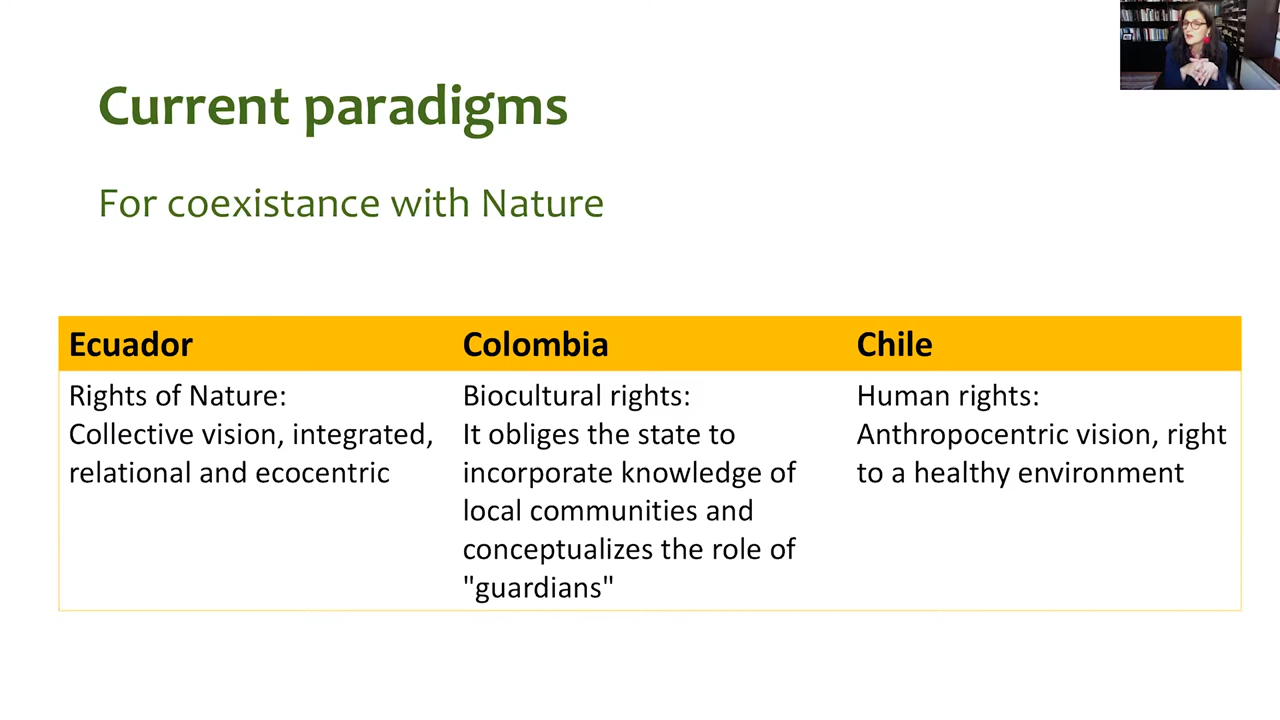 Current paradigms
For coexistance with Nature
Ecuador
Rights of Nature:
Collective vision, integrated,
relational and ecocentric
Colombia
Biocultural rights:
It obliges the state to
incorporate knowledge of
local communities and
conceptualizes the role of
"guardians"
Chile
Human rights:
Anthropocentric vision, right
to a healthy environment